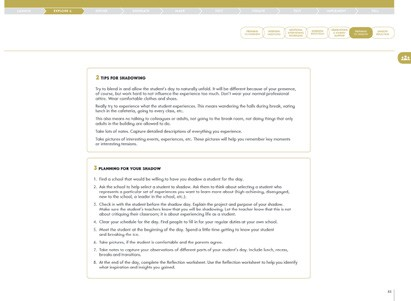 2 TIPS FOR SHADOWING
Try to blend in and allow the student's day to naturally unfold. It will be different because of your presence,
of course, but work hard to not influence the experience too much. Don't wear your normal professional
attire. Wear comfortable clothes and shoes.
Really try to experience what the student experiences. This means wandering the halls during break, eating
lunch in the cafeteria, going to every class, etc.
This also means no talking to colleagues or adults, not going to the break room, not doing things that only
adults in the building are allowed to do.
Take lots of notes. Capture detailed descriptions of everything you experience.
Take pictures of interesting events, experiences, etc. These pictures will help you remember key moments
or interesting tensions.
3 PLANNING FOR YOUR SHADOW
1. Find a school that would be willing to have you shadow a student for the day.
2. Ask the school to help select a student to shadow. Ask them to think about selecting a student who
represents a particular set of experiences you want to learn more about (high-achieving, disengaged,
new to the school, a leader in the school, etc.).
3. Check in with the student before the shadow day. Explain the project and purpose of your shadow.
Make sure the student's teachers know that you will be shadowing. Let the teacher know that this is not
about critiquing their classroom; it is about experiencing life as a student.
4. Clear your schedule for the day. Find people to fill in for your regular duties at your own school.
5. Meet the student at the beginning of the day. Spend a little time getting to know your student
and breaking the ice.
6. Take pictures, if the student is comfortable and the parents agree.
7. Take notes to capture your observations of different parts of your student's day. Include lunch, recess,
breaks and transitions.
8. At the end of the day, complete the Reflection worksheet. Use the Reflection worksheet to help you identify
what inspiration and insights you gained.